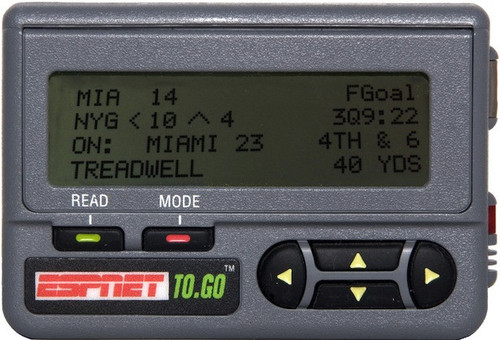 MIA 14 FGoal
NYG < 10 ^ 4 3Q9:22
ON: MIAMI 23 4TH & 6
TREADWELL 40 YDS
READ MODE
ESPNET TO.GO™